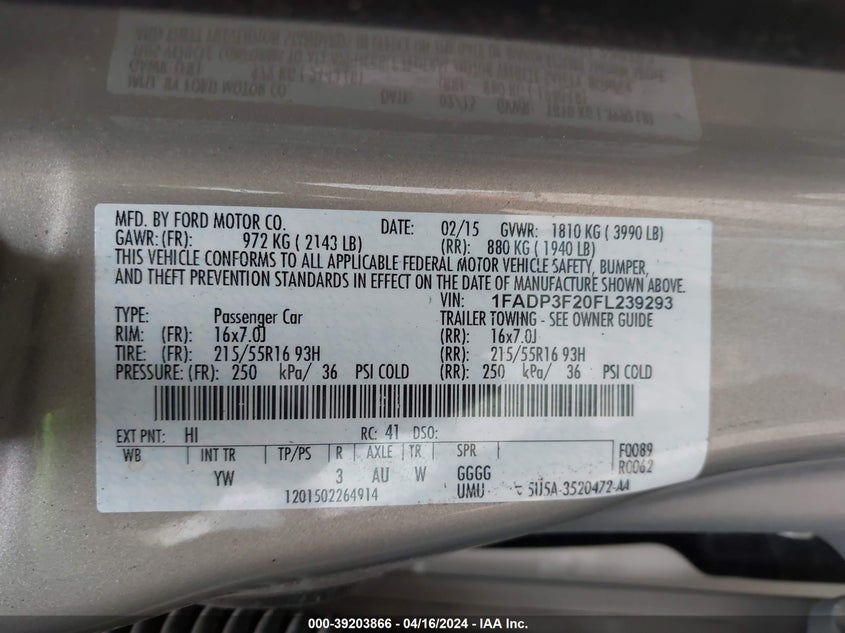 MFD. BY FORD MOTOR CO. DATE: 02/15 GVWR: 1810 KG ( 3990 LB)
GAWR: (FR): 972 KG ( 2143 LB) (RR): 880 KG ( 1940 LB)
THIS VEHICLE CONFORMS TO ALL APPLICABLE FEDERAL MOTOR VEHICLE SAFETY, BUMPER,
AND THEFT PREVENTION STANDARDS IN EFFECT ON THE DATE OF MANUFACTURE SHOWN ABOVE.
VIN: 1FADP3F20FL239293
TYPE: Passenger Car TRAILER TOWING - SEE OWNER GUIDE
RIM: (FR): 16x7.0J (RR): 16x7.0J
TIRE: (FR): 215/55R16 93H (RR): 215/55R16 93H
PRESSURE: (FR): 250 kPa/ 36 PSI COLD (RR): 250 kPa/ 36 PSI COLD
EXT PNT: HI RC: 41 DSO:
WB INT TR TP/PS R AXLE TR SPR F0089
YW 3 AU W GGGG R0062
1201502264914 UMU 5U5A-3520472-AA
000-39203866 - 04/16/2024 - IAA Inc.